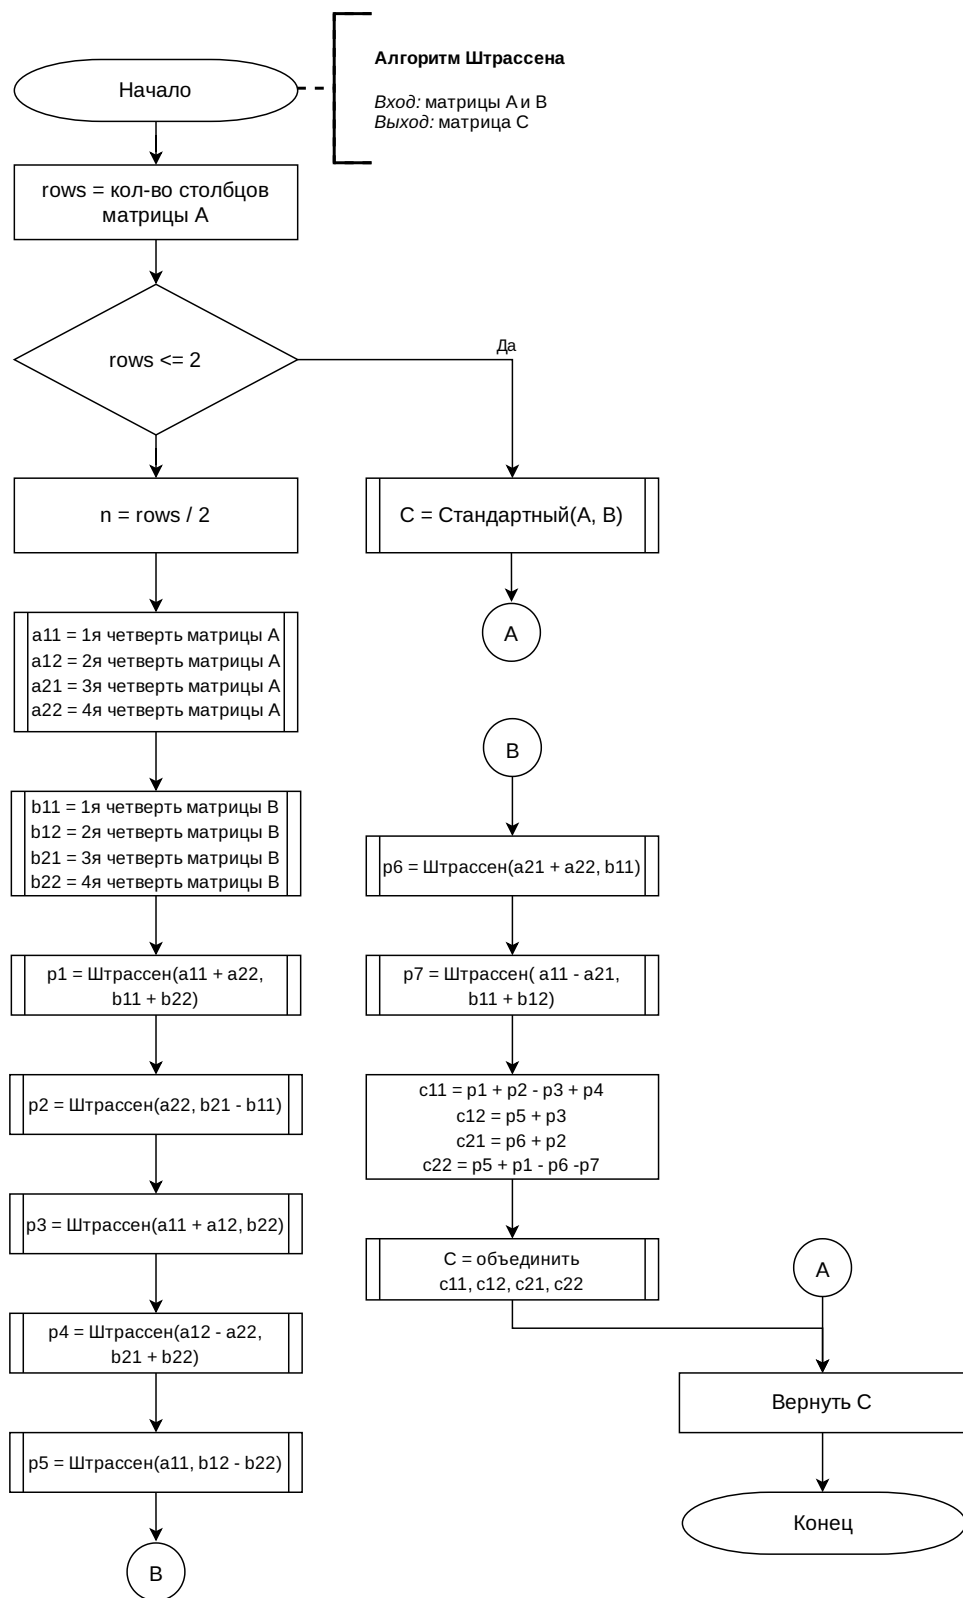 Начало
Алгоритм Штрассена
Вход: матрицы A и B
Выход: матрица C
rows = кол-во столбцов
матрицы A
rows <= 2
Да
n = rows / 2
C = Стандартный(A, B)
A
a11 = 1я четверть матрицы A
a12 = 2я четверть матрицы A
a21 = 3я четверть матрицы A
a22 = 4я четверть матрицы A
b11 = 1я четверть матрицы B
b12 = 2я четверть матрицы B
b21 = 3я четверть матрицы B
b22 = 4я четверть матрицы B
p1 = Штрассен(a11 + a22,
b11 + b22)
p2 = Штрассен(a22, b21 - b11)
p3 = Штрассен(a11 + a12, b22)
p4 = Штрассен(a12 - a22,
b21 + b22)
p5 = Штрассен(a11, b12 - b22)
B
B
p6 = Штрассен(a21 + a22, b11)
p7 = Штрассен( a11 - a21,
b11 + b12)
c11 = p1 + p2 - p3 + p4
c12 = p5 + p3
c21 = p6 + p2
c22 = p5 + p1 - p6 -p7
C = объединить
c11, c12, c21, c22
A
Вернуть C
Конец